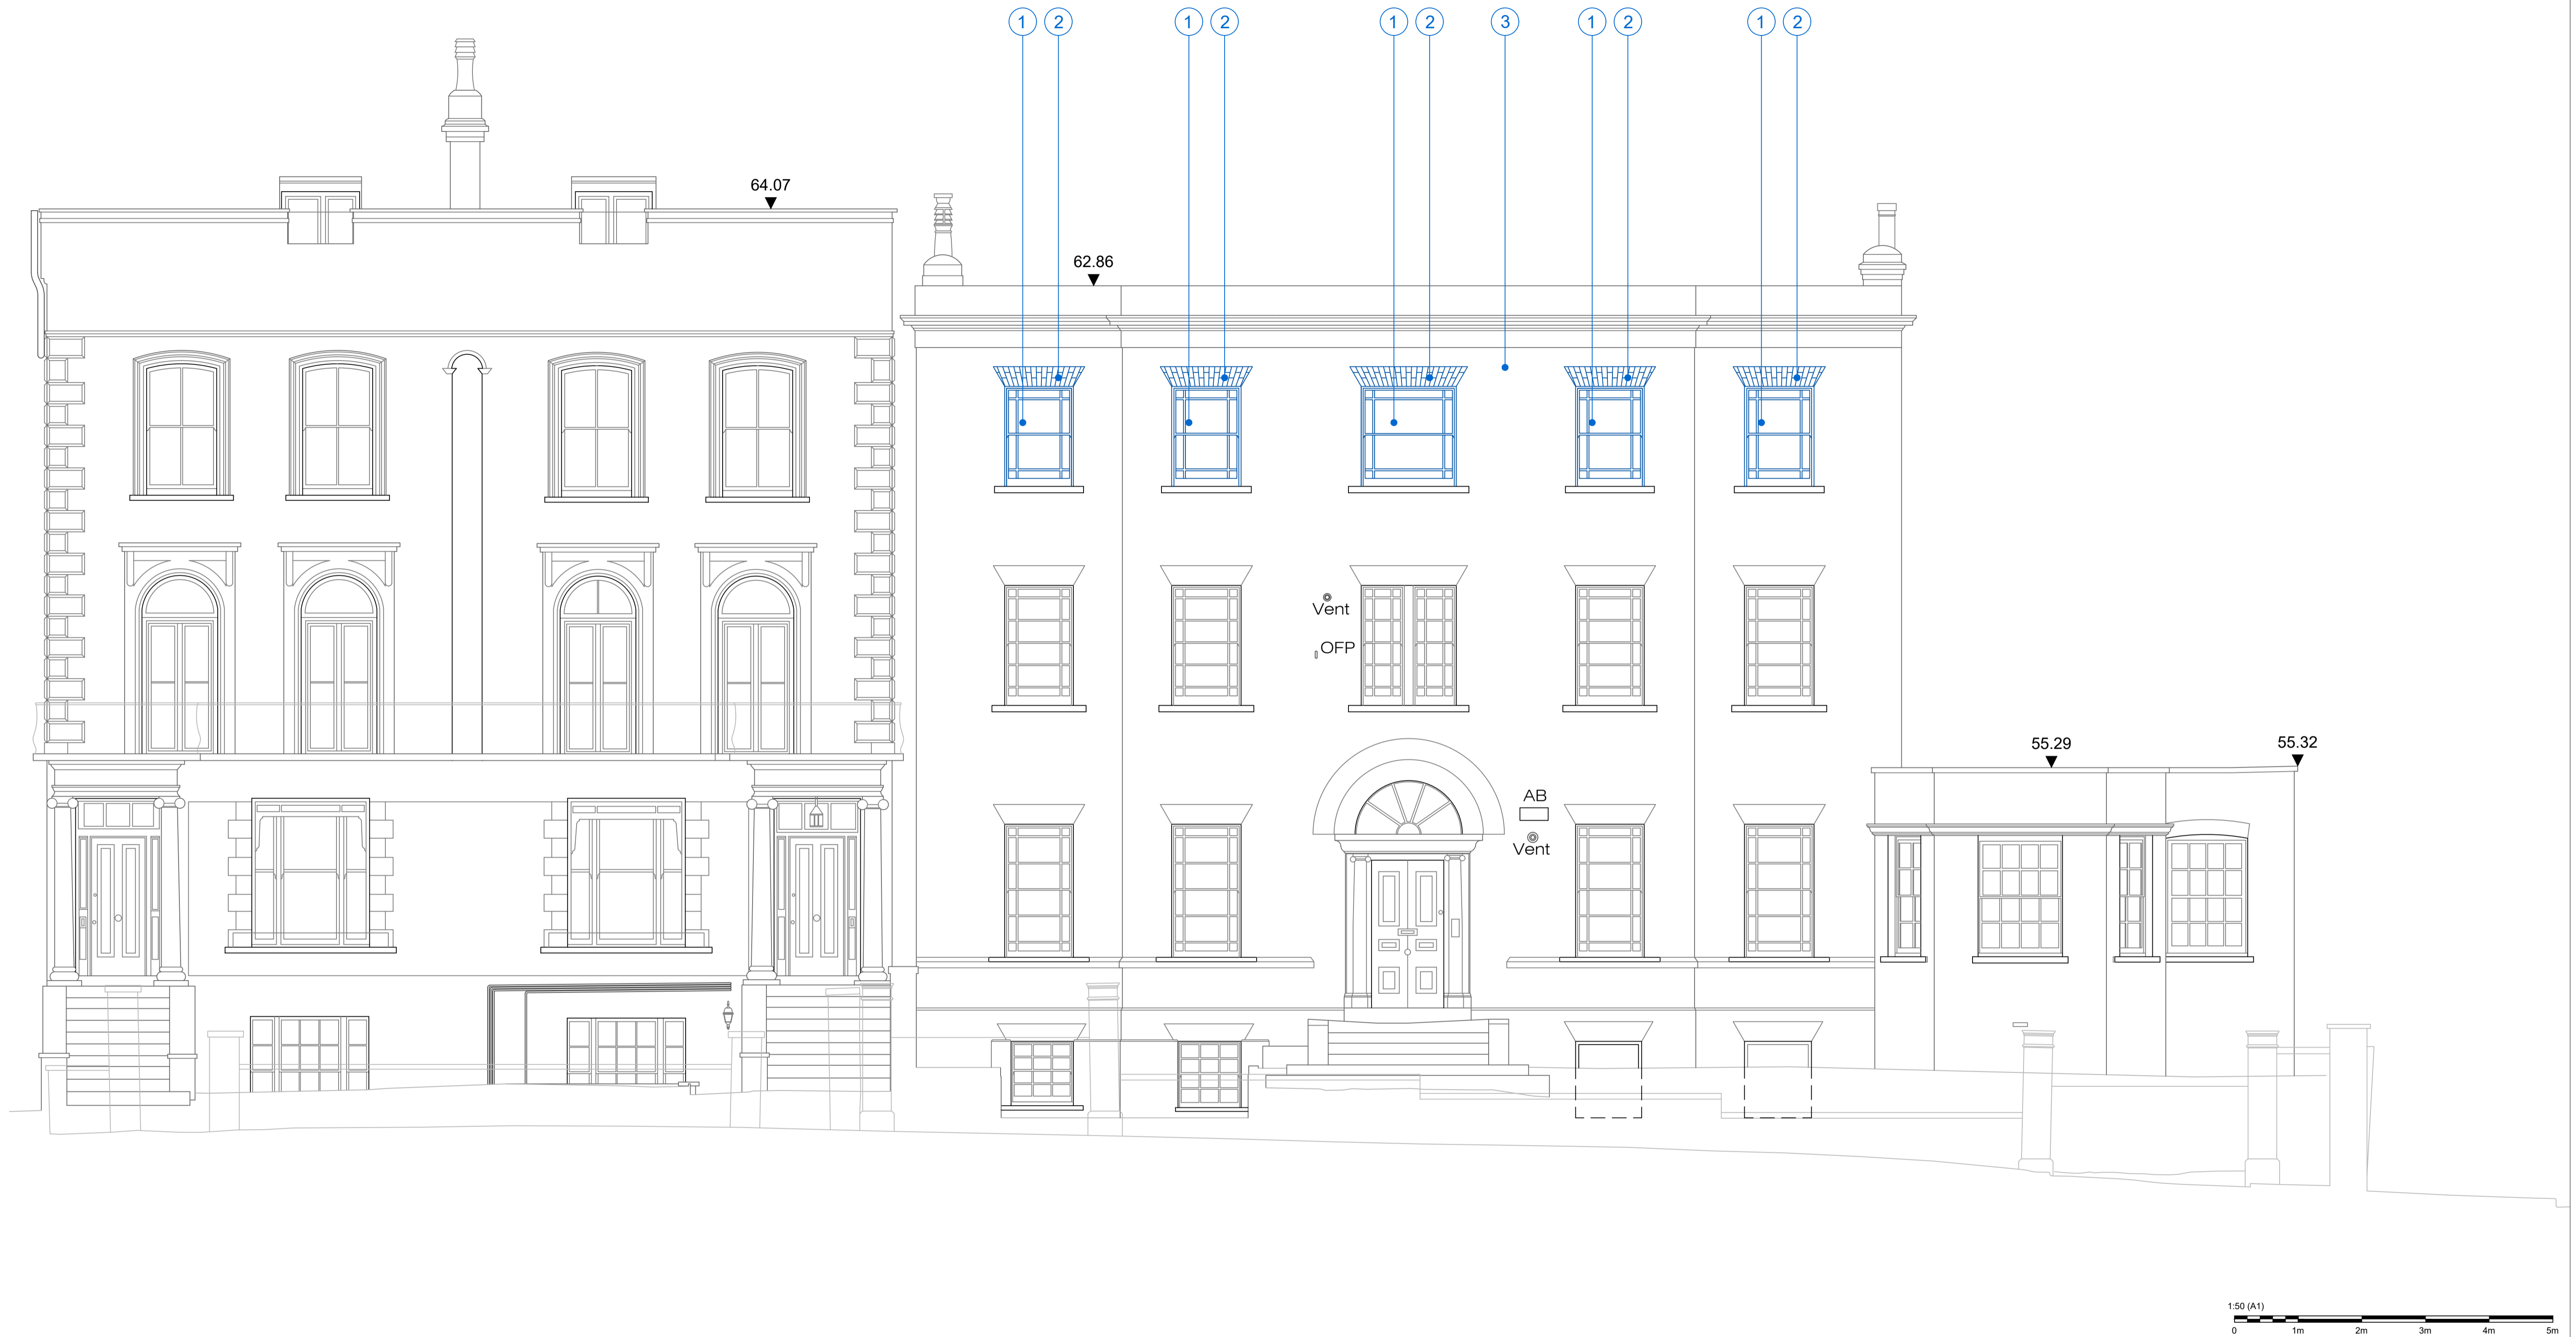 1 2 1 2 1 2 3 1 2 1 2
64.07
62.86
Vent
OFP
55.29
55.32
AB
Vent
1:50 (A1)
0 1m 2m 3m 4m 5m